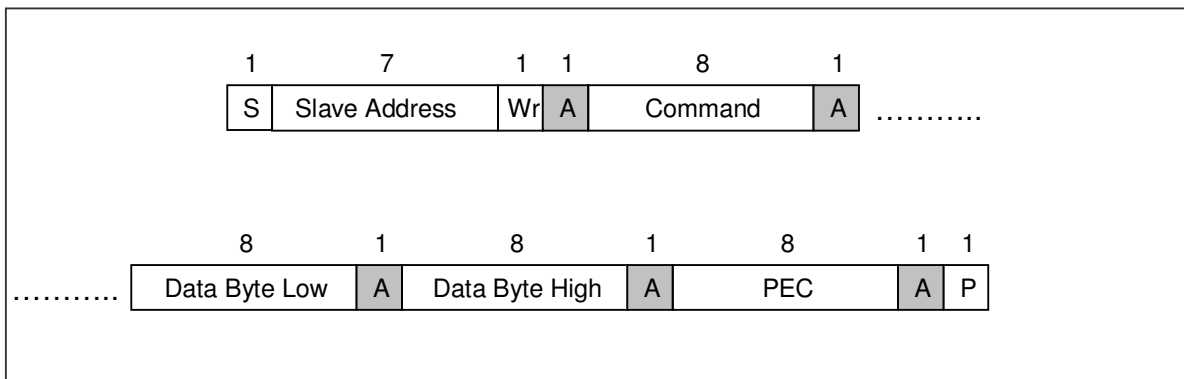 1 7 1 1 8 1
S Slave Address Wr A Command A ………..
8 1 8 1 8 1 1
……….. Data Byte Low A Data Byte High A PEC A P